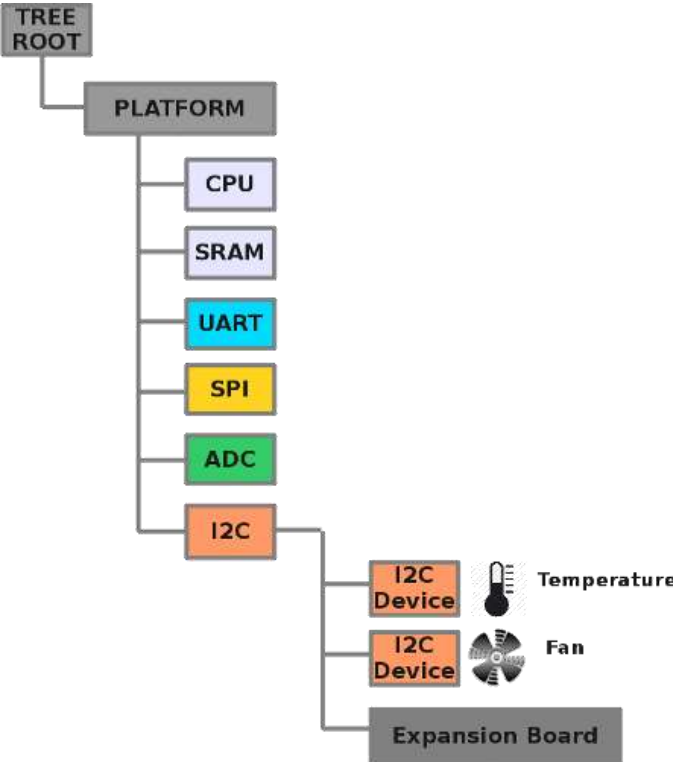 TREE
ROOT
PLATFORM
CPU
SRAM
UART
SPI
ADC
I2C
I2C
Device
Temperature
I2C
Device
Fan
Expansion Board